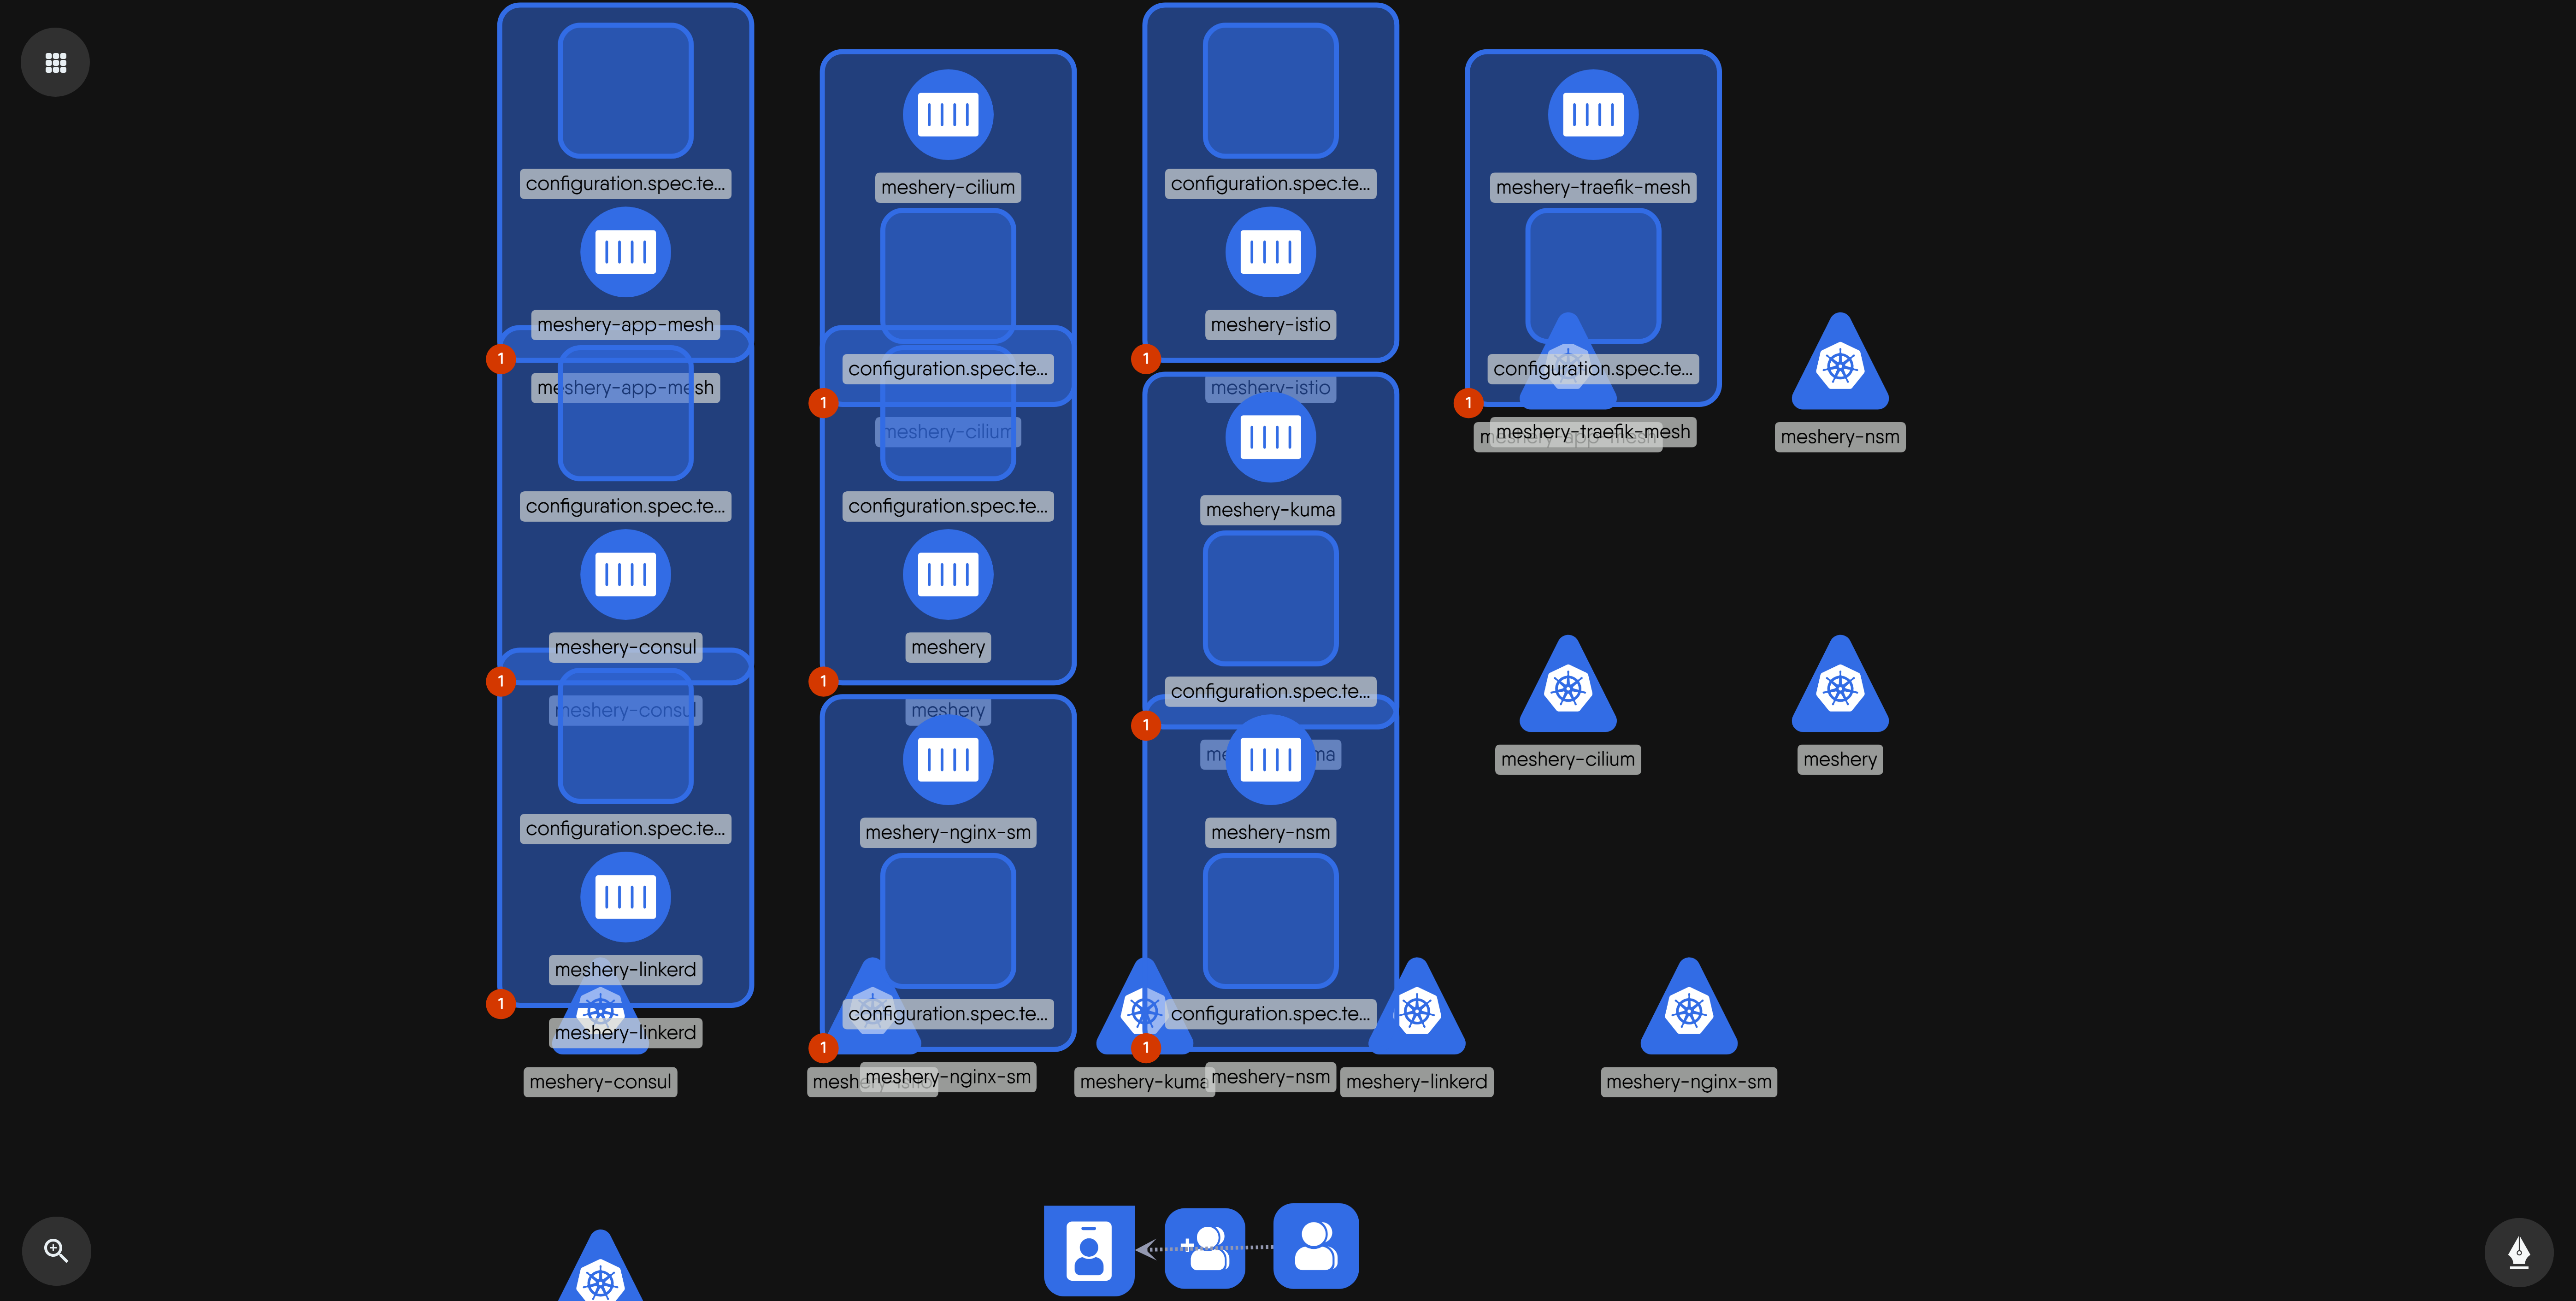 configuration.spec.te...
meshery-app-mesh
1
meshery-app-mesh
configuration.spec.te...
meshery-consul
1
meshery-consul
configuration.spec.te...
meshery-linkerd
1
meshery-linkerd
meshery-consul
meshery-cilium
configuration.spec.te...
1
meshery-cilium
configuration.spec.te...
meshery
1
meshery
meshery-nginx-sm
configuration.spec.te...
1
meshery-nginx-sm
configuration.spec.te...
meshery-istio
1
meshery-istio
meshery-kuma
configuration.spec.te...
1
meshery-nsm
configuration.spec.te...
1
meshery-kuma
meshery-nsm
meshery-linkerd
meshery-nginx-sm
meshery-traefik-mesh
configuration.spec.te...
1
meshery-traefik-mesh
meshery-nsm
meshery-cilium
meshery